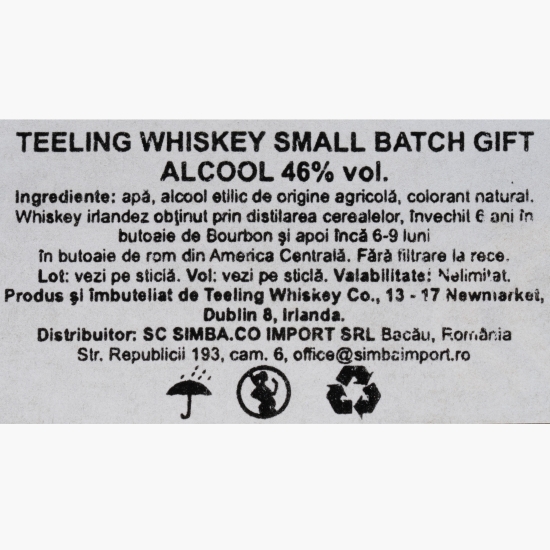 TEELING WHISKEY SMALL BATCH GIFT
ALCOOL 46% vol.
Ingrediente: apă, alcool etilic de origine agricolă, colorant natural.
Whiskey irlandez obţinut prin distilarea cerealelor, învechit 6 ani în
butoaie de Bourbon şi apoi încă 6-9 luni
în butoaie de rom din America Centrală. Fără filtrare la rece.
Lot: vezi pe sticlă. Vol: vezi pe sticlă. Valabilitate: Nelimitat.
Produs şi îmbuteliat de Teeling Whiskey Co., 13 - 17 Newmarket,
Dublin 8, Irlanda.
Distribuitor: SC SIMBA.CO IMPORT SRL Bacău, România
Str. Republicii 193, cam. 6, office@simbaimport.ro